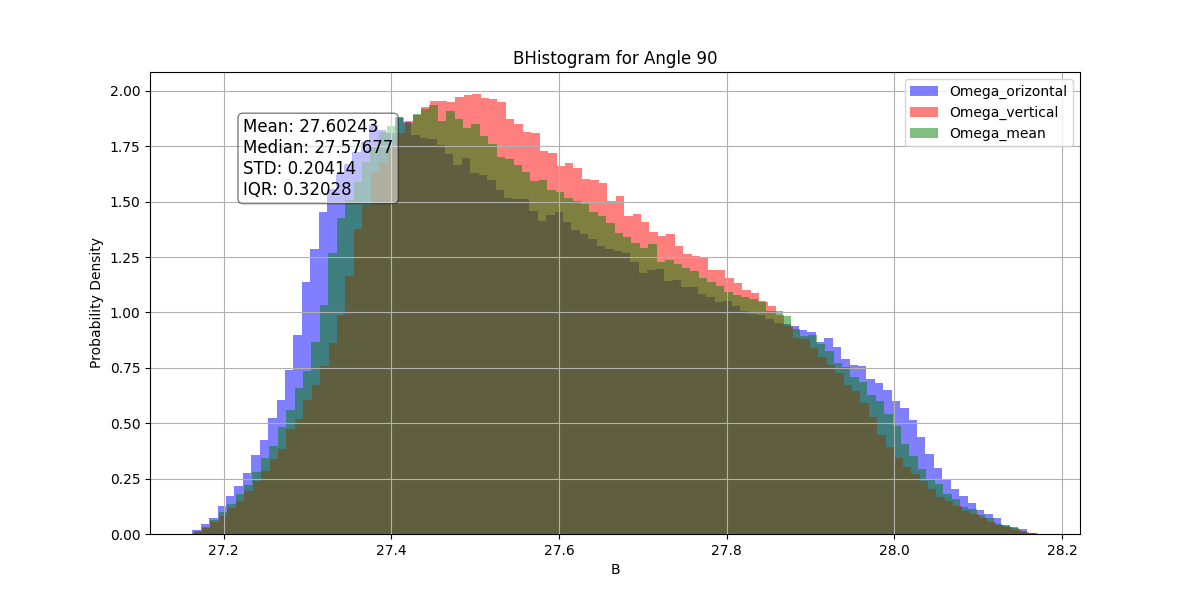 BHistogram for Angle 90
Omega_orizontal
Omega_vertical
Omega_mean
Mean: 27.60243
Median: 27.57677
STD: 0.20414
IQR: 0.32028
Probability Density
2.00
1.75
1.50
1.25
1.00
0.75
0.50
0.25
0.00
27.2 27.4 27.6 27.8 28.0 28.2
B